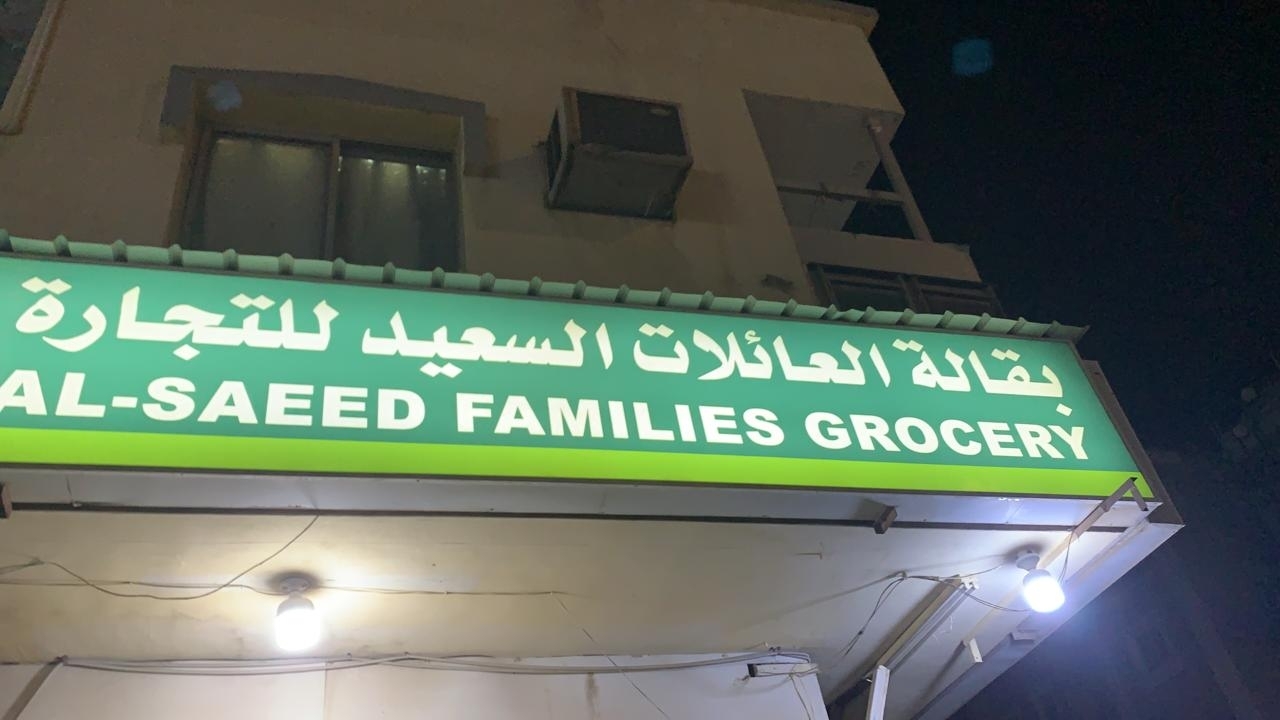 بقالة العائلات السعيد للتجارة
AL-SAEED FAMILIES GROCERY